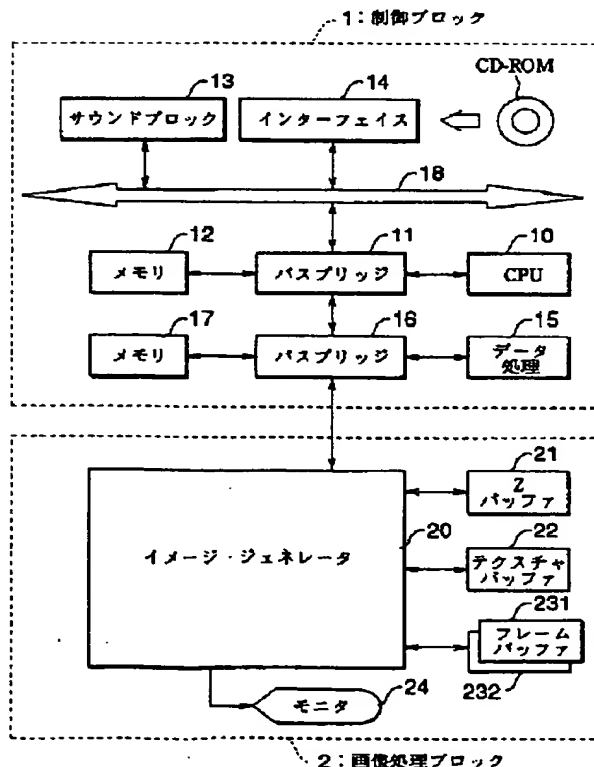 1：制御ブロック
CD-ROM
13
14
サウンドブロック
インターフェイス
18
12
11
10
メモリ
バスブリッジ
CPU
17
16
15
メモリ
バスブリッジ
データ
処理
21
Z
バッファ
20
22
イメージ・ジェネレータ
テクスチャ
バッファ
231
フレーム
バッファ
232
24
モニタ
2：画像処理ブロック